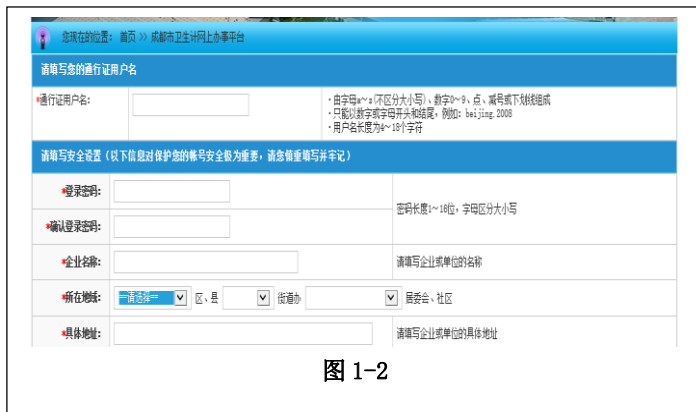 您现在的位置： 首页 >> 成都市卫生计网上办事平台
请填写您的通行证用户名
*通行证用户名：
·由字母a～z(不区分大小写)、数字0～9、点、减号或下划线组成
·只能以数字或字母开头和结尾，例如：beijing.2008
·用户名长度为4～18个字符
请填写安全设置（以下信息对保护您的帐号安全极为重要，请您慎重填写并牢记）
*登录密码：
密码长度1～16位，字母区分大小写
*确认登录密码：
*企业名称： 请填写企业或单位的名称
*所在地域： ==请选择== 区、县 街道办 居委会、社区
*具体地址： 请填写企业或单位的具体地址
图 1-2